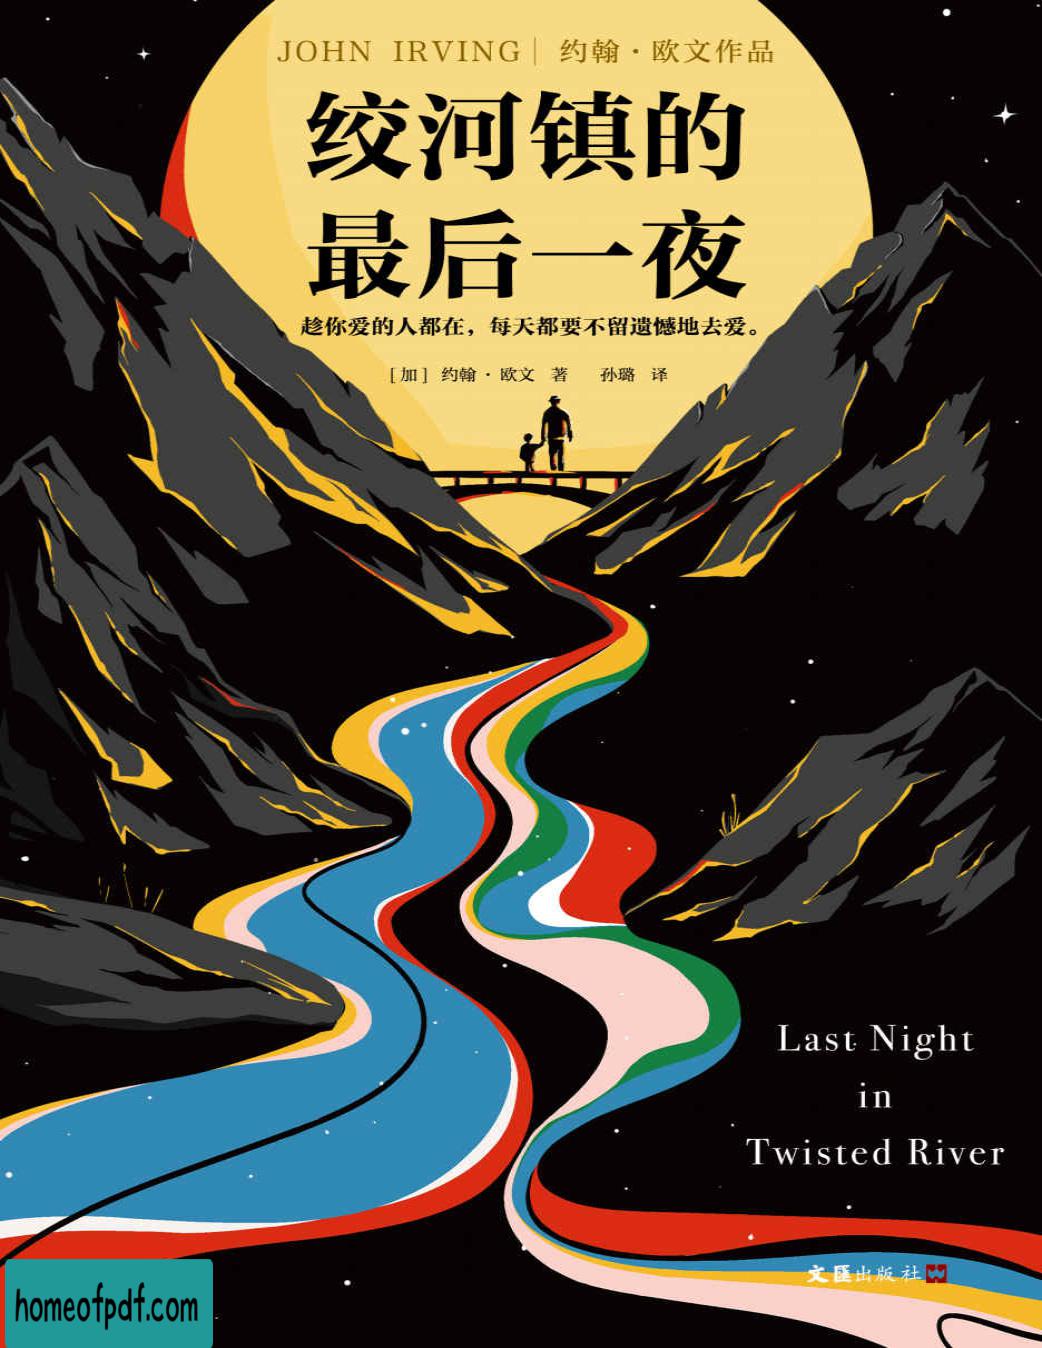 JOHN IRVING | 约翰·欧文作品
绞河镇的
最后一夜
趁你爱的人都在，每天都要不留遗憾地去爱。
［加］约翰·欧文 著 孙璐 译
Last Night
in
Twisted River
文匯出版社
homeofpdf.com